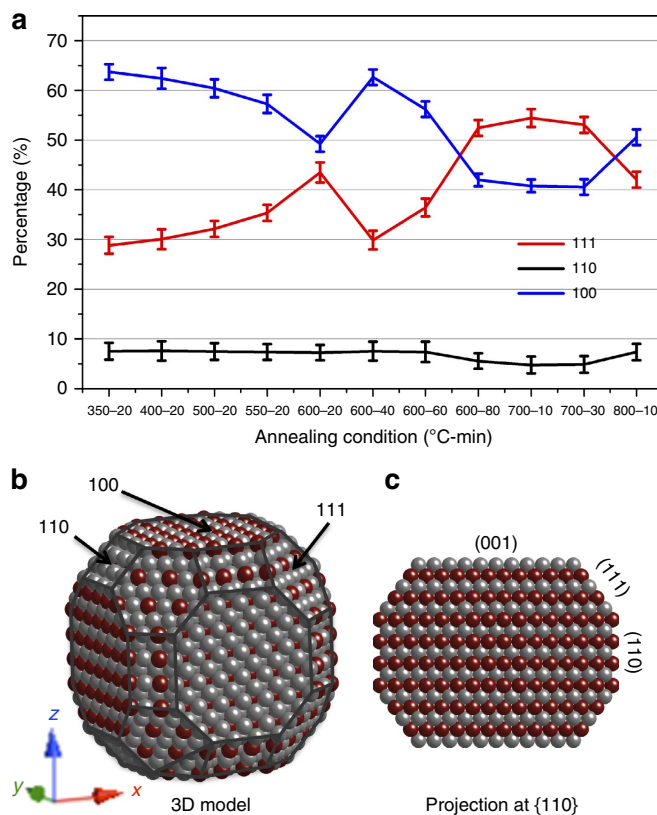 a
70
60
50
40
30
20
10
0
Percentage (%)
111
110
100
350–20 400–20 500–20 550–20 600–20 600–40 600–60 600–80 700–10 700–30 800–10
Annealing condition (°C-min)
b
100
110
111
z
y
x
3D model
c
(001)
(111)
(110)
Projection at {110}